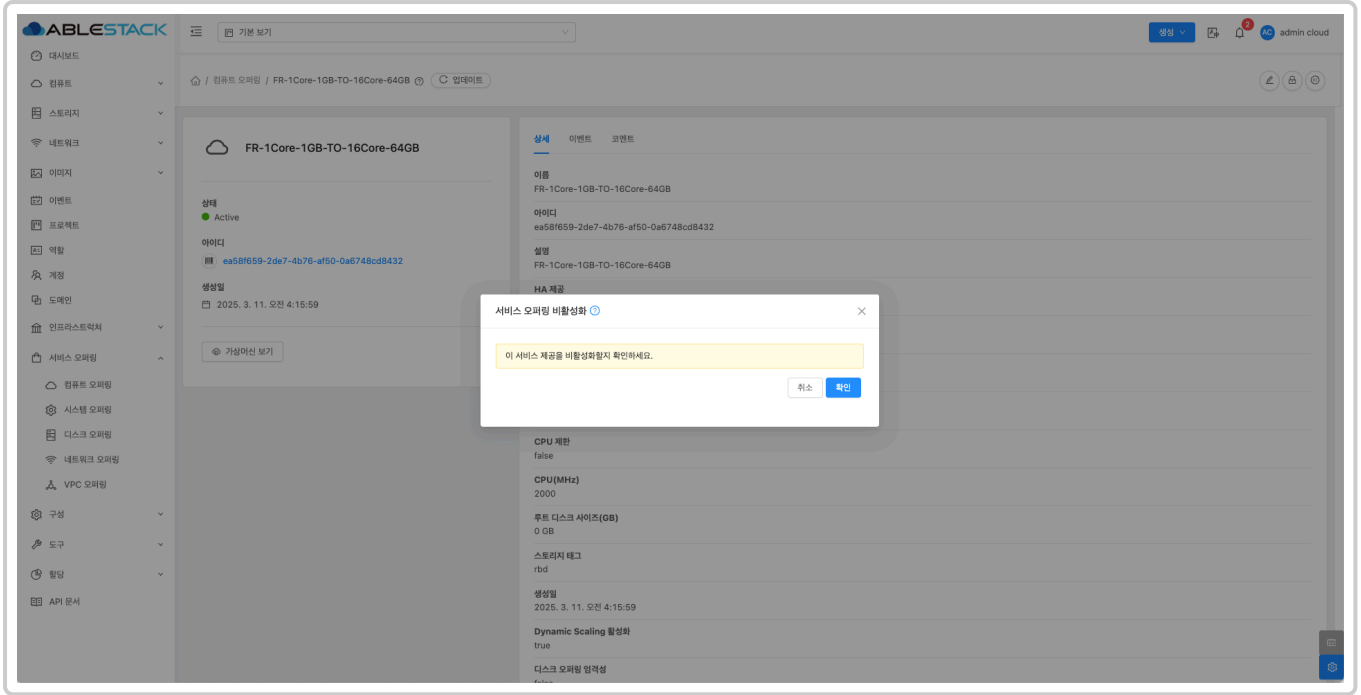 ABLESTACK
기본 보기
생성
2
AC
admin cloud
대시보드
컴퓨트
스토리지
네트워크
이미지
이벤트
프로젝트
역할
계정
도메인
인프라스트럭쳐
서비스 오퍼링
컴퓨트 오퍼링
시스템 오퍼링
디스크 오퍼링
네트워크 오퍼링
VPC 오퍼링
구성
도구
할당
API 문서
/ 컴퓨트 오퍼링 / FR-1Core-1GB-TO-16Core-64GB
업데이트
FR-1Core-1GB-TO-16Core-64GB
상태
Active
아이디
ea58f659-2de7-4b76-af50-0a6748cd8432
생성일
2025. 3. 11. 오전 4:15:59
가상머신 보기
상세 이벤트 코멘트
이름
FR-1Core-1GB-TO-16Core-64GB
아이디
ea58f659-2de7-4b76-af50-0a6748cd8432
설명
FR-1Core-1GB-TO-16Core-64GB
HA 제공
서비스 오퍼링 비활성화
이 서비스 제공을 비활성화할지 확인하세요.
취소 확인
CPU 제한
false
CPU(MHz)
2000
루트 디스크 사이즈(GB)
0 GB
스토리지 태그
rbd
생성일
2025. 3. 11. 오전 4:15:59
Dynamic Scaling 활성화
true
디스크 오퍼링 엄격성
false